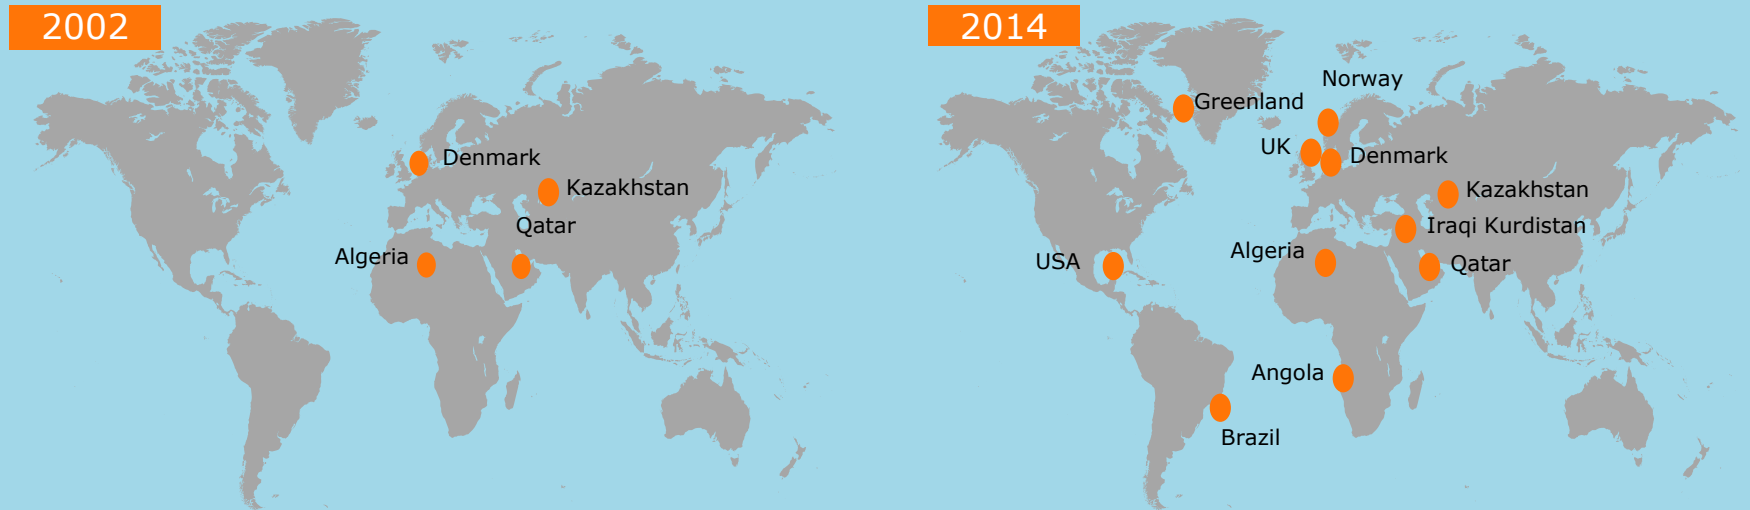 2002
Denmark
Kazakhstan
Qatar
Algeria
2014
Norway
Greenland
UK
Denmark
Kazakhstan
Iraqi Kurdistan
Algeria
USA
Qatar
Angola
Brazil